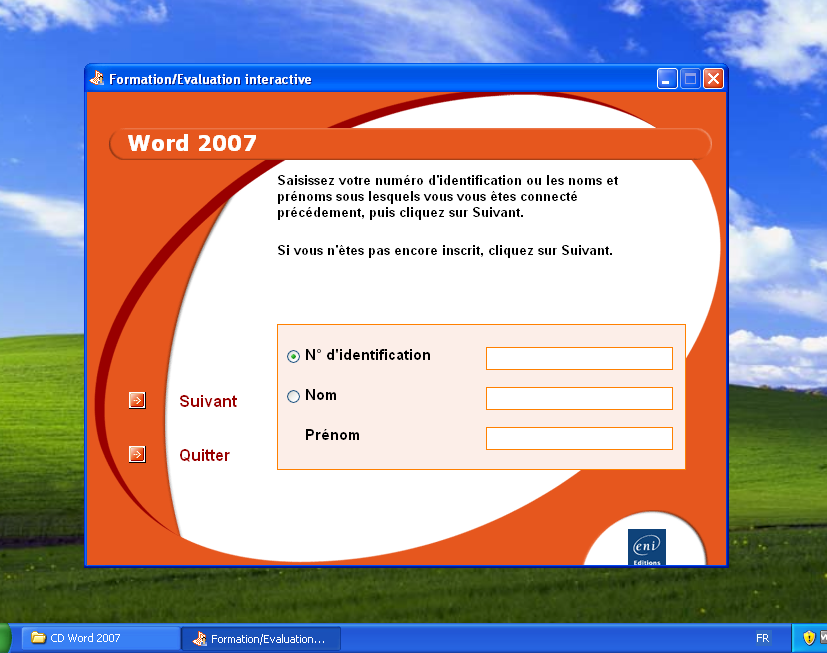 Formation/Evaluation interactive
Word 2007
Saisissez votre numéro d'identification ou les noms et
prénoms sous lesquels vous vous êtes connecté
précédement, puis cliquez sur Suivant.
Si vous n'êtes pas encore inscrit, cliquez sur Suivant.
N° d'identification
Nom
Prénom
Suivant
Quitter
eni
Editions
CD Word 2007
Formation/Evaluation...
FR